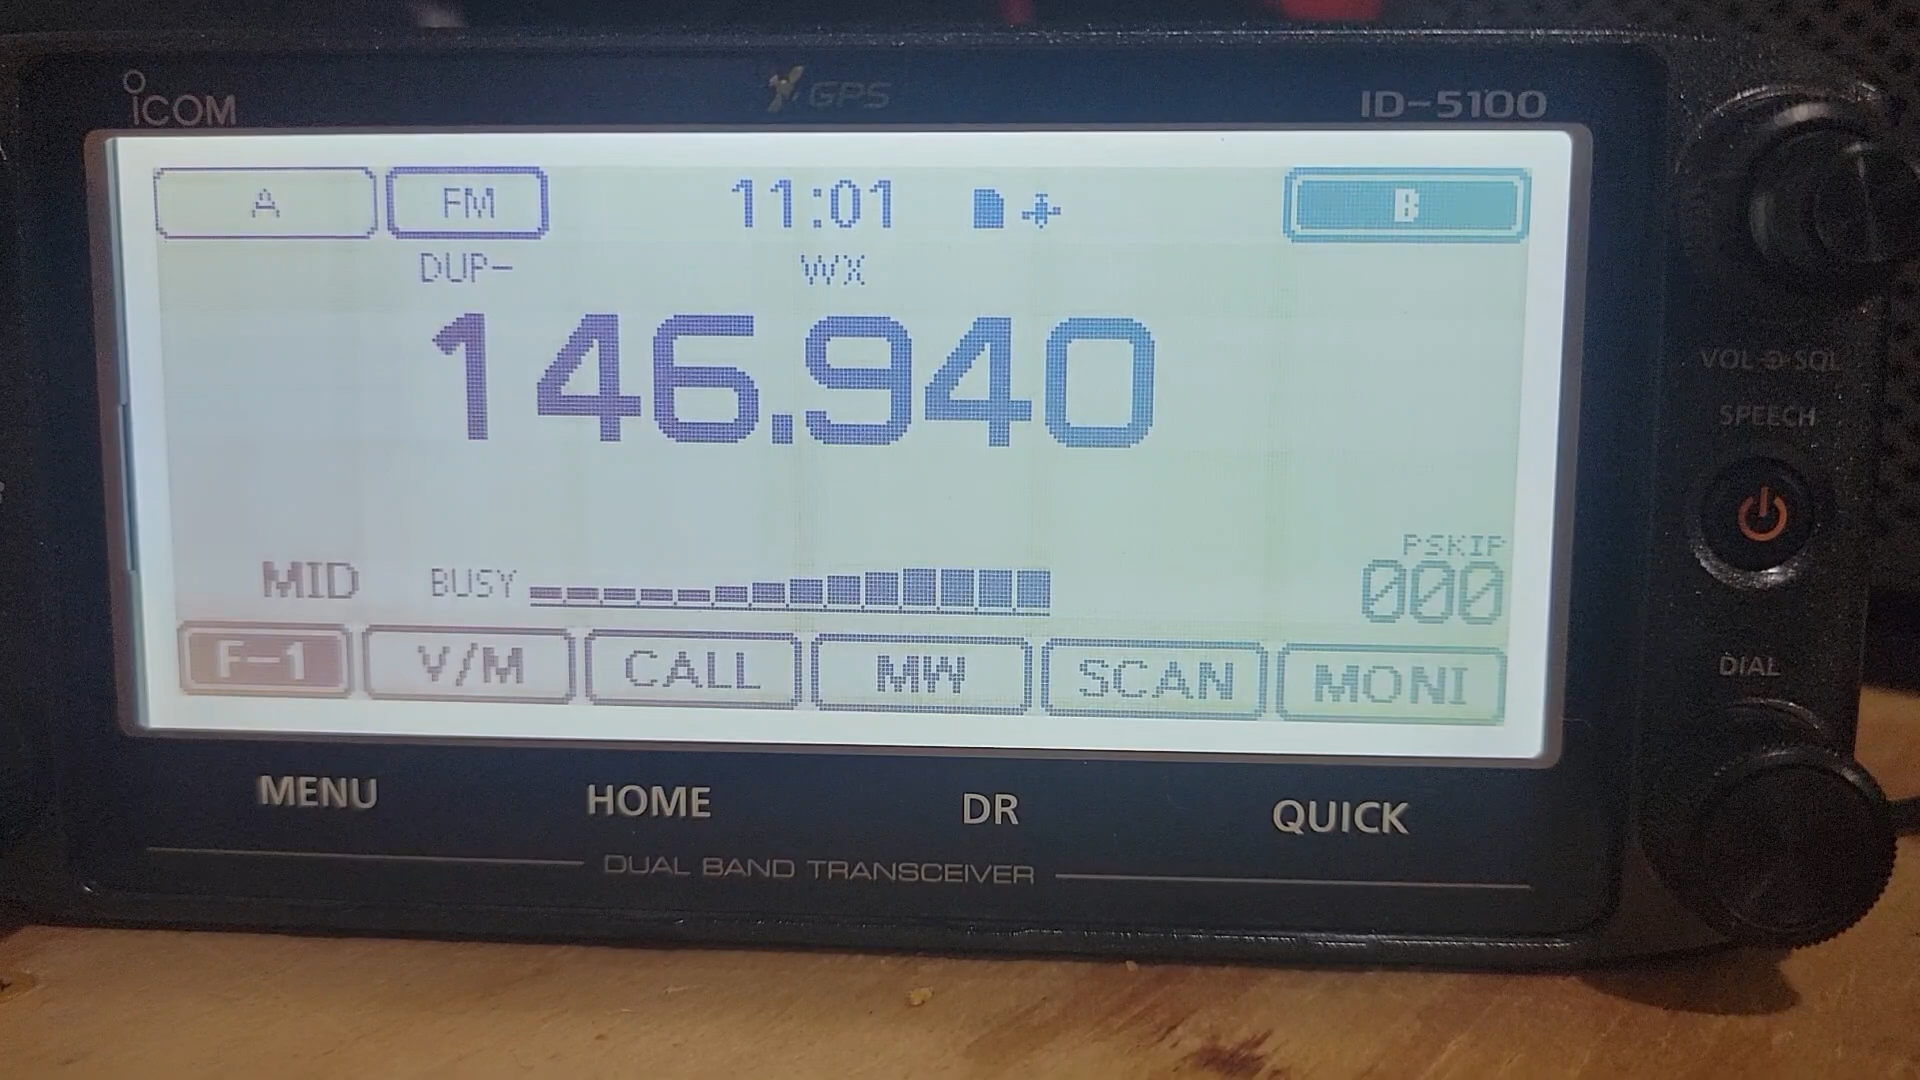 ICOM
GPS
ID-5100
A
FM
11:01
B
DUP-
WX
146.940
VOL SQL
SPEECH
PSKIP
MID
BUSY
000
F-1
V/M
CALL
MW
SCAN
MONI
DIAL
MENU
HOME
DR
QUICK
DUAL BAND TRANSCEIVER